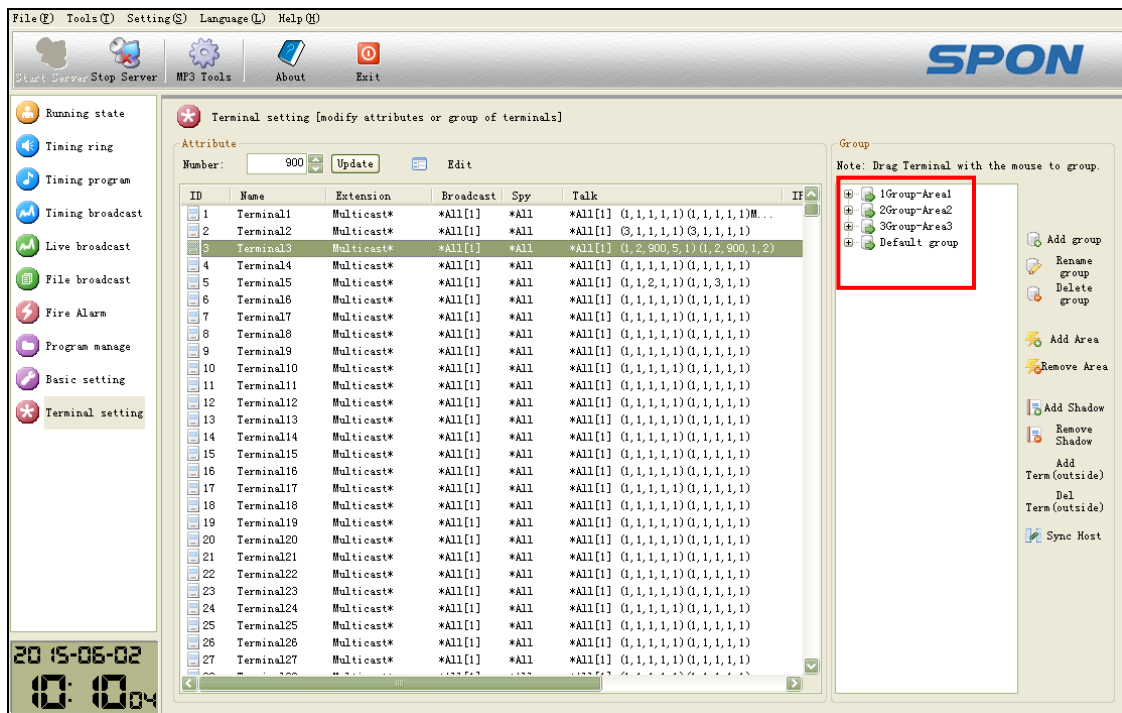 File(F) Tools(T) Setting(S) Language(L) Help(H)
Start Server Stop Server MP3 Tools About Exit
SPON
Running state
Timing ring
Timing program
Timing broadcast
Live broadcast
File broadcast
Fire Alarm
Program manage
Basic setting
Terminal setting
2015-06-02
10:10 04
Terminal setting [modify attributes or group of terminals]
Attribute
Number: 900 Update Edit
ID Name Extension Broadcast Spy Talk IF
1 Terminal1 Multicast* *All[1] *All *All[1] (1,1,1,1,1)(1,1,1,1,1)M...
2 Terminal2 Multicast* *All[1] *All *All[1] (3,1,1,1,1)(3,1,1,1,1)
3 Terminal3 Multicast* *All[1] *All *All[1] (1,2,900,5,1)(1,2,900,1,2)
4 Terminal4 Multicast* *All[1] *All *All[1] (1,1,1,1,1)(1,1,1,1,1)
5 Terminal5 Multicast* *All[1] *All *All[1] (1,1,2,1,1)(1,1,3,1,1)
6 Terminal6 Multicast* *All[1] *All *All[1] (1,1,1,1,1)(1,1,1,1,1)
7 Terminal7 Multicast* *All[1] *All *All[1] (1,1,1,1,1)(1,1,1,1,1)
8 Terminal8 Multicast* *All[1] *All *All[1] (1,1,1,1,1)(1,1,1,1,1)
9 Terminal9 Multicast* *All[1] *All *All[1] (1,1,1,1,1)(1,1,1,1,1)
10 Terminal10 Multicast* *All[1] *All *All[1] (1,1,1,1,1)(1,1,1,1,1)
11 Terminal11 Multicast* *All[1] *All *All[1] (1,1,1,1,1)(1,1,1,1,1)
12 Terminal12 Multicast* *All[1] *All *All[1] (1,1,1,1,1)(1,1,1,1,1)
13 Terminal13 Multicast* *All[1] *All *All[1] (1,1,1,1,1)(1,1,1,1,1)
14 Terminal14 Multicast* *All[1] *All *All[1] (1,1,1,1,1)(1,1,1,1,1)
15 Terminal15 Multicast* *All[1] *All *All[1] (1,1,1,1,1)(1,1,1,1,1)
16 Terminal16 Multicast* *All[1] *All *All[1] (1,1,1,1,1)(1,1,1,1,1)
17 Terminal17 Multicast* *All[1] *All *All[1] (1,1,1,1,1)(1,1,1,1,1)
18 Terminal18 Multicast* *All[1] *All *All[1] (1,1,1,1,1)(1,1,1,1,1)
19 Terminal19 Multicast* *All[1] *All *All[1] (1,1,1,1,1)(1,1,1,1,1)
20 Terminal20 Multicast* *All[1] *All *All[1] (1,1,1,1,1)(1,1,1,1,1)
21 Terminal21 Multicast* *All[1] *All *All[1] (1,1,1,1,1)(1,1,1,1,1)
22 Terminal22 Multicast* *All[1] *All *All[1] (1,1,1,1,1)(1,1,1,1,1)
23 Terminal23 Multicast* *All[1] *All *All[1] (1,1,1,1,1)(1,1,1,1,1)
24 Terminal24 Multicast* *All[1] *All *All[1] (1,1,1,1,1)(1,1,1,1,1)
25 Terminal25 Multicast* *All[1] *All *All[1] (1,1,1,1,1)(1,1,1,1,1)
26 Terminal26 Multicast* *All[1] *All *All[1] (1,1,1,1,1)(1,1,1,1,1)
27 Terminal27 Multicast* *All[1] *All *All[1] (1,1,1,1,1)(1,1,1,1,1)
Group
Note: Drag Terminal with the mouse to group.
1Group-Area1
2Group-Area2
3Group-Area3
Default group
Add group
Rename
group
Delete
group
Add Area
Remove Area
Add Shadow
Remove
Shadow
Add
Term(outside)
Del
Term(outside)
Sync Host